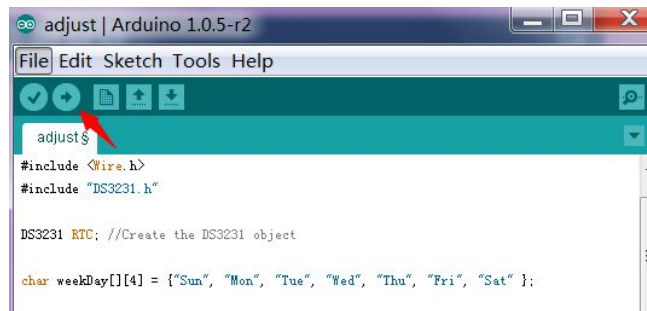 adjust | Arduino 1.0.5-r2
File Edit Sketch Tools Help
adjust§
#include <Wire.h>
#include "DS3231.h"
DS3231 RTC; //Create the DS3231 object
char weekDay[][4] = {"Sun", "Mon", "Tue", "Wed", "Thu", "Fri", "Sat" };